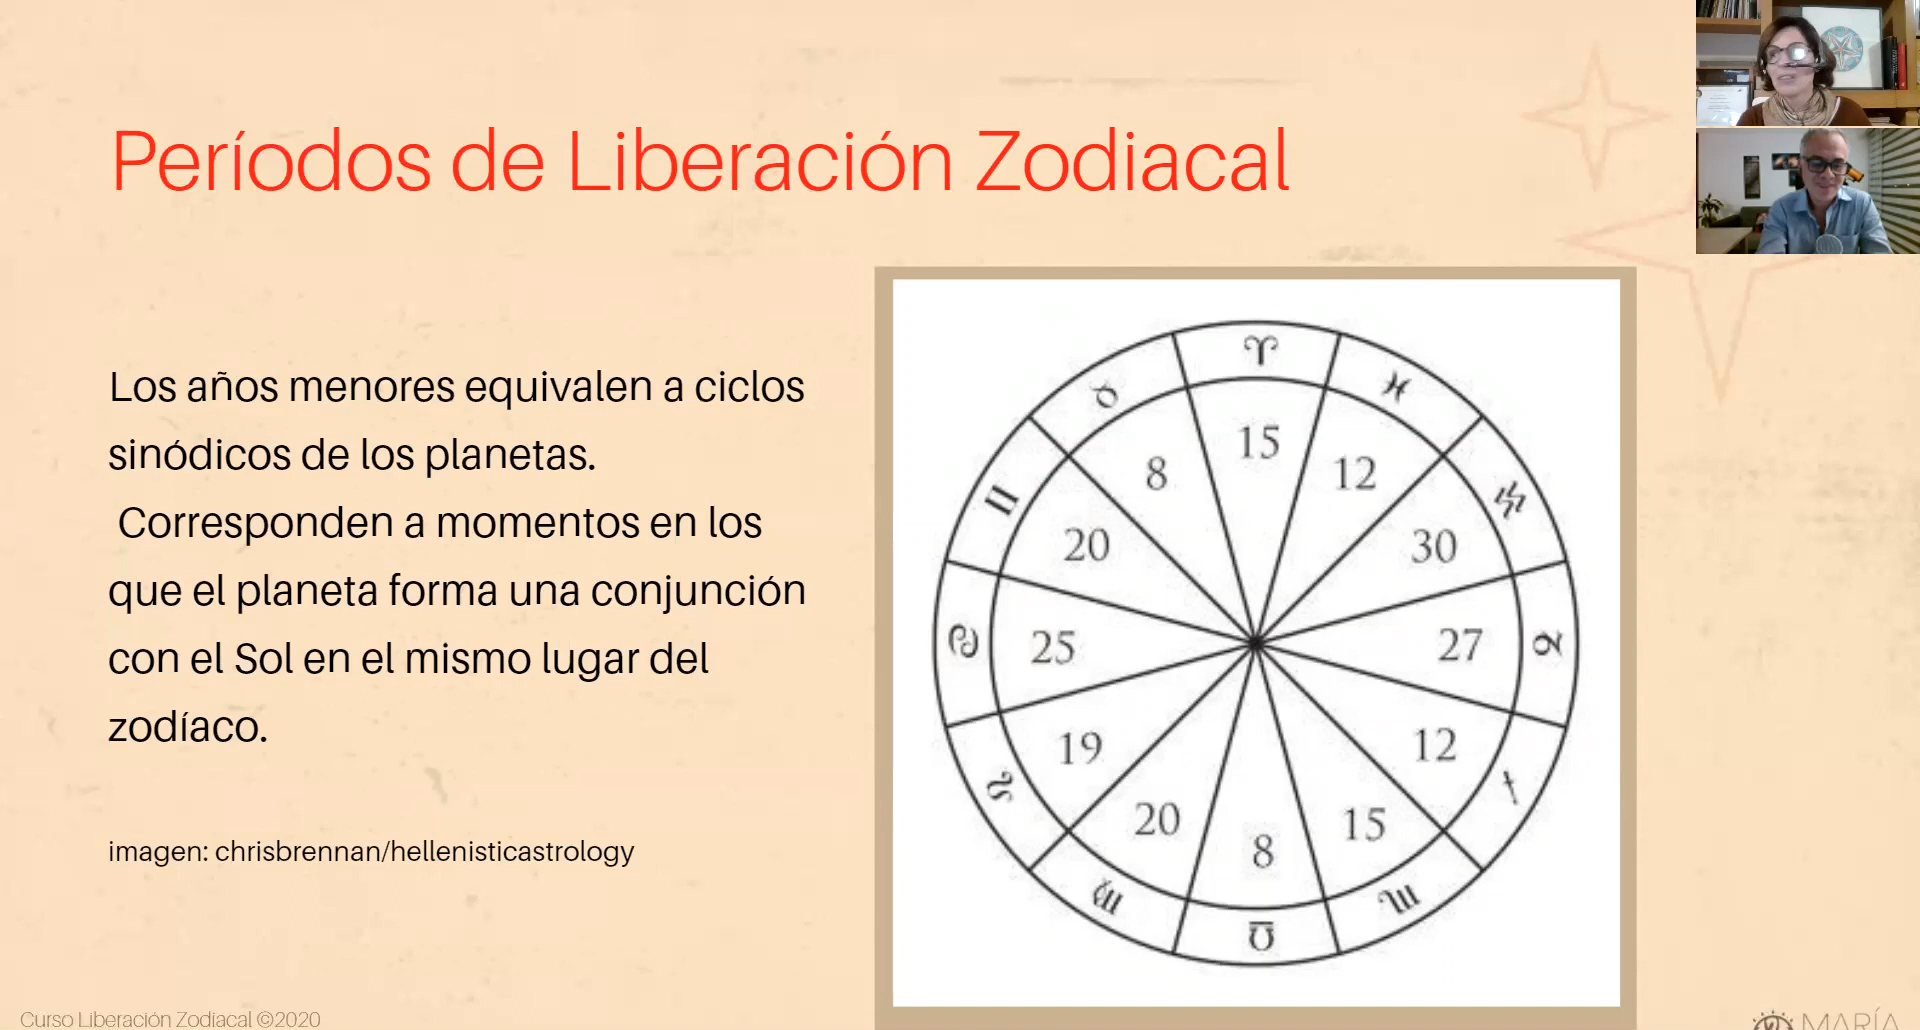 Períodos de Liberación Zodiacal
Los años menores equivalen a ciclos
sinódicos de los planetas.
Corresponden a momentos en los
que el planeta forma una conjunción
con el Sol en el mismo lugar del
zodíaco.
imagen: chrisbrennan/hellenisticastrology
♈
♓
♉
15
8
12
♊
♒
20
30
♋
25
27
♑
19
12
♌
♐
20
15
8
♍
♏
♎
Curso Liberación Zodiacal ©2020
MARÍA